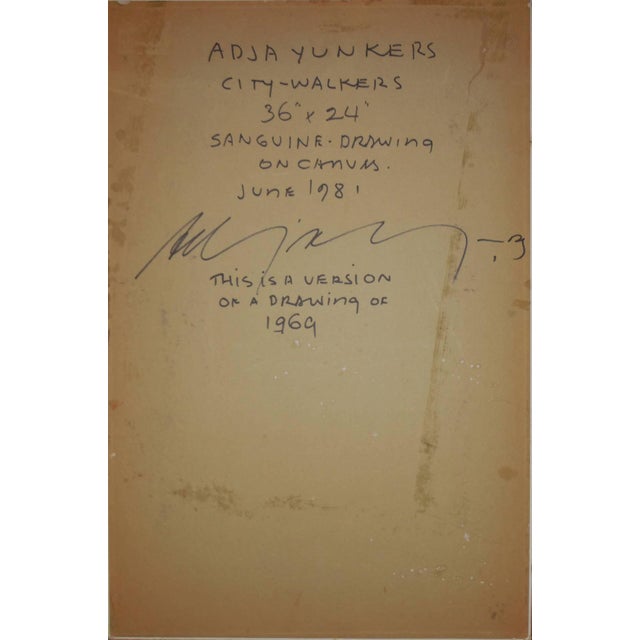 ADJA YUNKERS
CITY-WALKERS
36" x 24"
SANGUINE. DRAWING
ON CANVAS.
JUNE 1981
THIS IS A VERSION
OF A DRAWING OF
1969